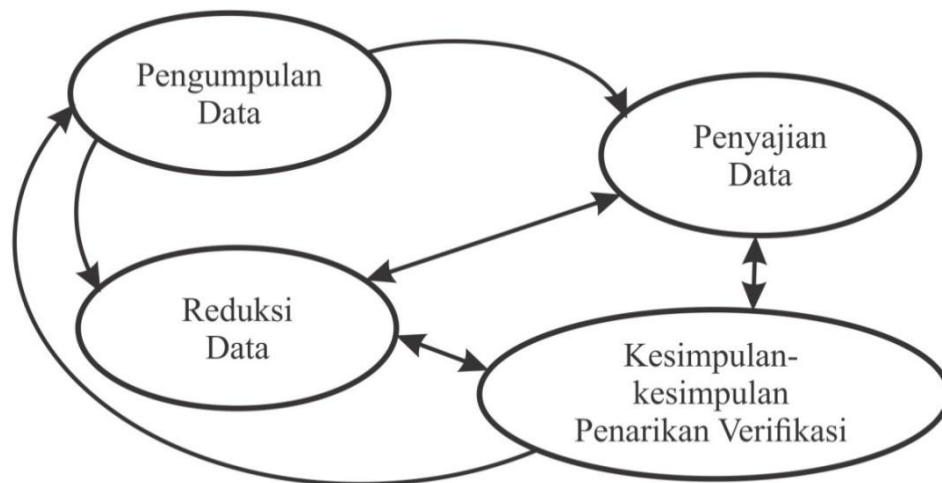 Pengumpulan
Data
Penyajian
Data
Reduksi
Data
Kesimpulan-
kesimpulan
Penarikan Verifikasi